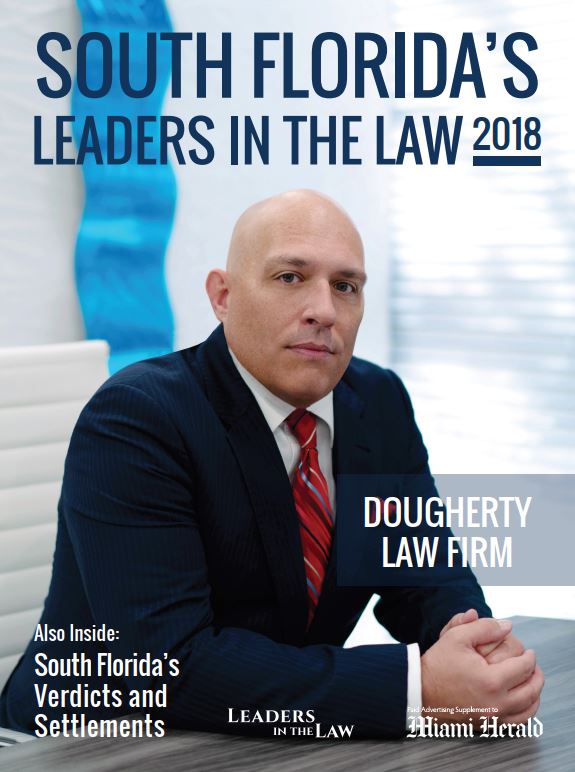 SOUTH FLORIDA'S
LEADERS IN THE LAW 2018
DOUGHERTY
LAW FIRM
Also Inside:
South Florida's
Verdicts and
Settlements
LEADERS
IN THE LAW
Paid Advertising Supplement to
Miami Herald